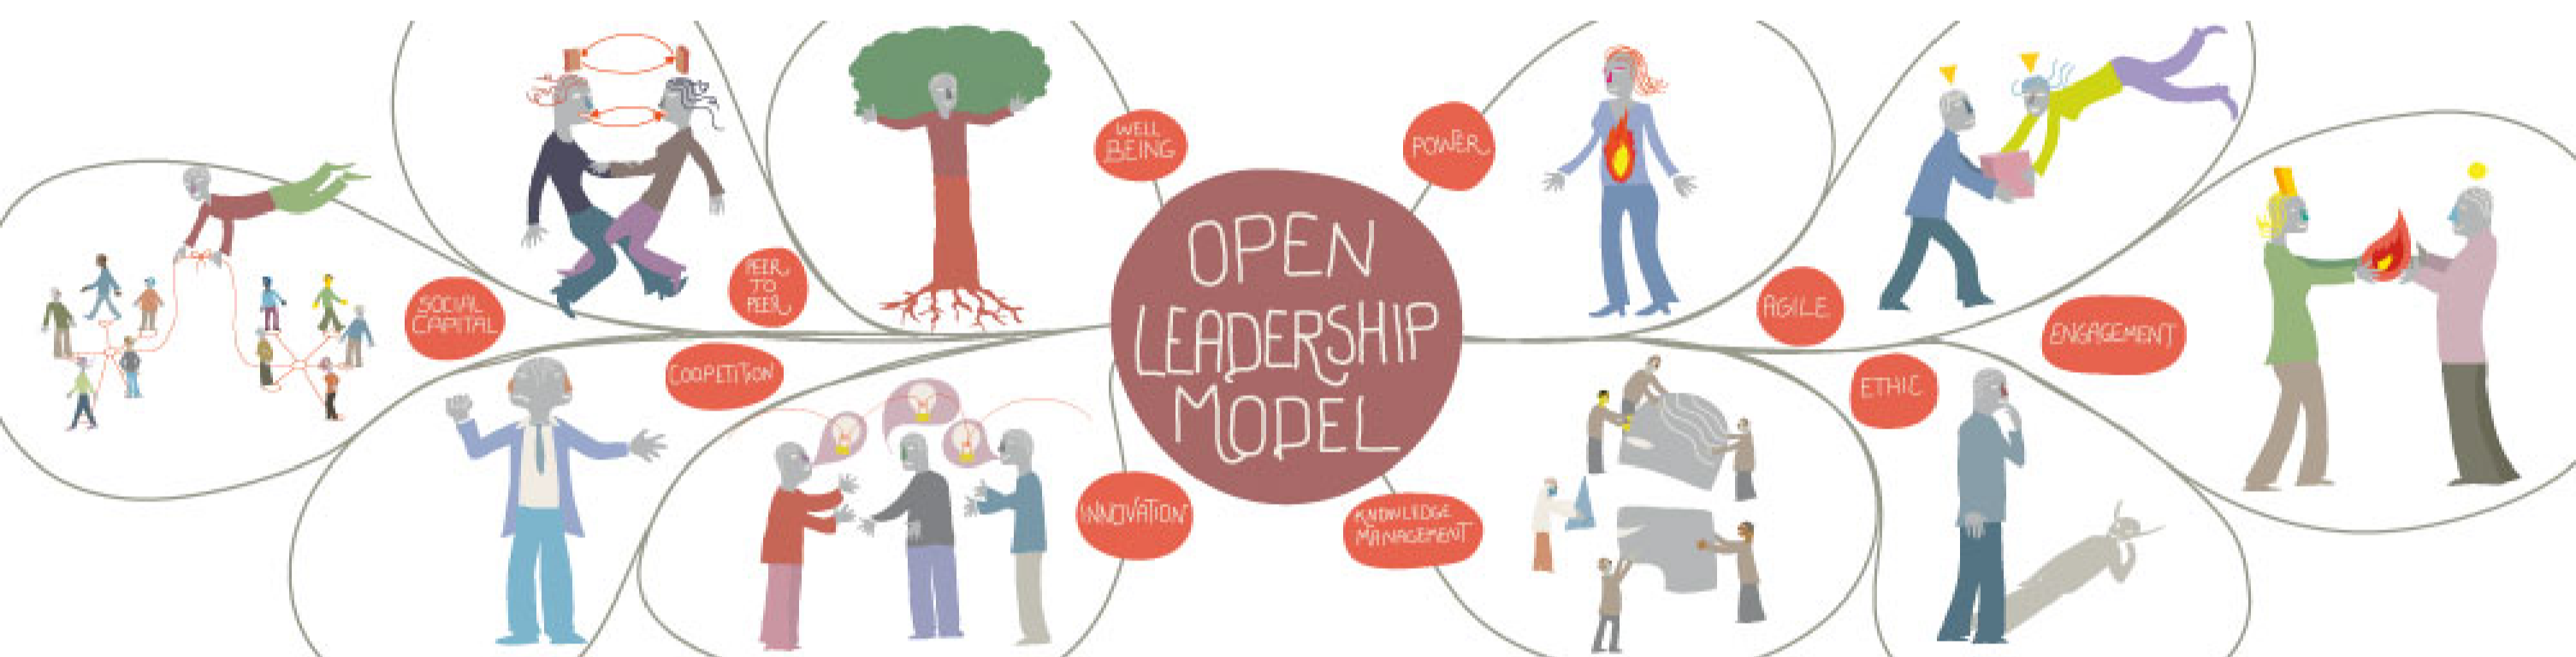 WELL
BEING
POWER
PEER
TO
PEER
SOCIAL
CAPITAL
OPEN
LEADERSHIP
MODEL
AGILE
ENGAGEMENT
COOPETITION
ETHIC
INNOVATION
KNOWLEDGE
MANAGEMENT